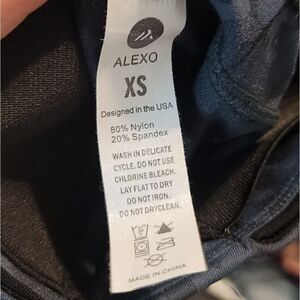 ALEXO
XS
Designed in the USA
80% Nylon
20% Spandex
WASH IN DELICATE
CYCLE. DO NOT USE
CHLORINE BLEACH.
LAY FLAT TO DRY
DO NOT IRON.
DO NOT DRYCLEAN.
MADE IN CHINA